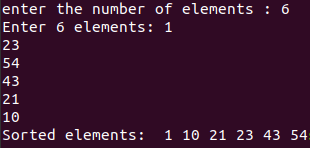 enter the number of elements : 6
Enter 6 elements: 1
23
54
43
21
10
Sorted elements:  1 10 21 23 43 54